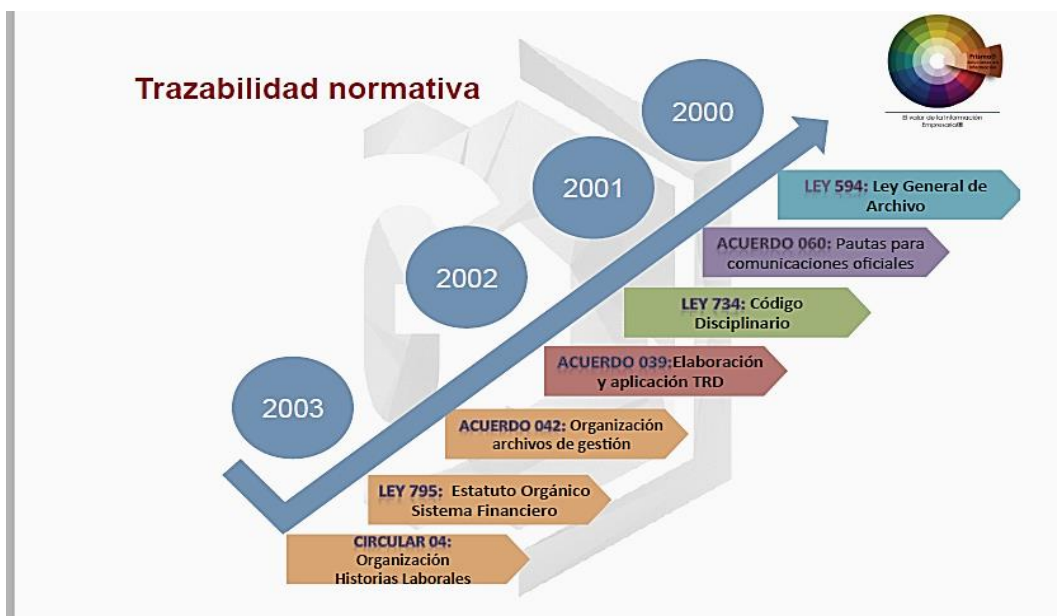 Trazabilidad normativa
2000
2001
2002
2003
El valor de la Información
Empresarial®
LEY 594: Ley General de
Archivo
ACUERDO 060: Pautas para
comunicaciones oficiales
LEY 734: Código
Disciplinario
ACUERDO 039:Elaboración
y aplicación TRD
ACUERDO 042: Organización
archivos de gestión
LEY 795: Estatuto Orgánico
Sistema Financiero
CIRCULAR 04:
Organización
Historias Laborales